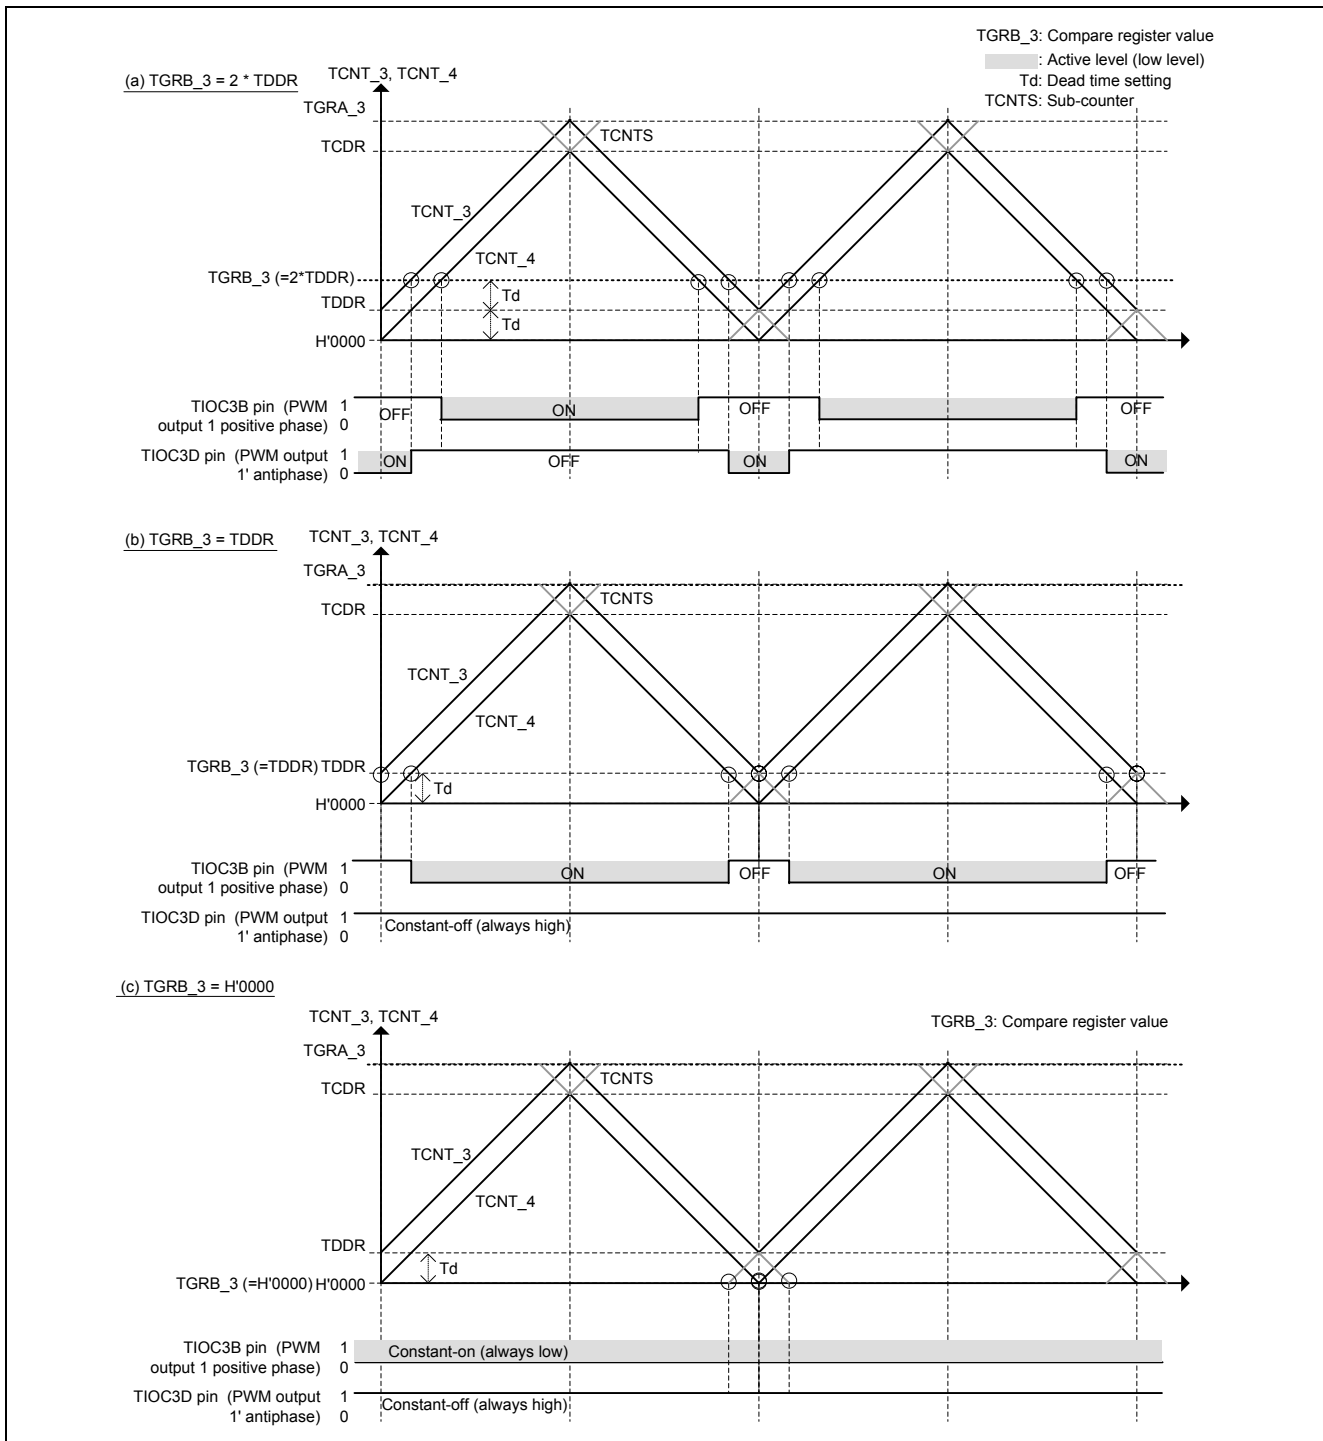 TGRB_3: Compare register value
: Active level (low level)
Td: Dead time setting
TCNTS: Sub-counter
(a) TGRB_3 = 2 * TDDR
TCNT_3, TCNT_4
TGRA_3
TCNTS
TCDR
TCNT_3
TCNT_4
TGRB_3 (=2*TDDR)
Td
TDDR
Td
H'0000
TIOC3B pin (PWM 1
output 1 positive phase) 0
OFF
ON
OFF
OFF
TIOC3D pin (PWM output 1
1' antiphase) 0
ON
OFF
ON
ON
(b) TGRB_3 = TDDR
TCNT_3, TCNT_4
TGRA_3
TCNTS
TCDR
TCNT_3
TCNT_4
TGRB_3 (=TDDR) TDDR
Td
H'0000
TIOC3B pin (PWM 1
output 1 positive phase) 0
ON
OFF
ON
OFF
TIOC3D pin (PWM output 1
1' antiphase) 0
Constant-off (always high)
(c) TGRB_3 = H'0000
TCNT_3, TCNT_4
TGRB_3: Compare register value
TGRA_3
TCNTS
TCDR
TCNT_3
TCNT_4
TDDR
Td
TGRB_3 (=H'0000) H'0000
TIOC3B pin (PWM 1
output 1 positive phase) 0
Constant-on (always low)
TIOC3D pin (PWM output 1
1' antiphase) 0
Constant-off (always high)